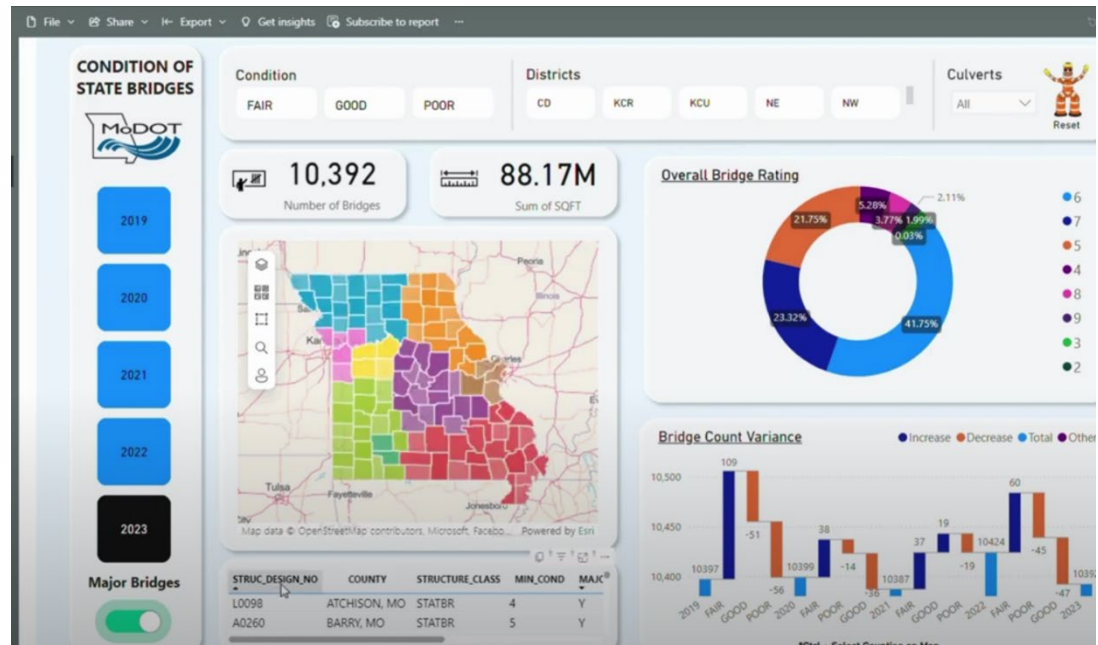 File Share Export Get insights Subscribe to report ...
CONDITION OF
STATE BRIDGES
MoDOT
2019
2020
2021
2022
2023
Major Bridges
Condition
FAIR GOOD POOR
Districts
CD KCR KCU NE NW
Culverts
All
Reset
10,392
Number of Bridges
88.17M
Sum of SQFT
Peoria
Illinois
Tulsa
Fayetteville
Jonesboro
Map data © OpenStreetMap contributors, Microsoft, Facebo... Powered by Esri
STRUC_DESIGN_NO COUNTY STRUCTURE_CLASS MIN_COND
L0098 ATCHISON, MO STATBR 4 Y
A0260 BARRY, MO STATBR 5 Y
Overall Bridge Rating
5.28% 2.11%
21.75% 3.77% 1.99%
0.03%
23.32%
41.75%
6
7
5
4
8
9
3
2
Bridge Count Variance
Increase Decrease Total Other
10,500
10,450
10,400
109
-51
-56
38
-14
-36
37
19
-19
60
-45
-47
10397
10399
10387
10424
10392
2019 FAIR GOOD POOR 2020 FAIR POOR GOOD 2021 FAIR GOOD POOR 2022 FAIR POOR GOOD 2023